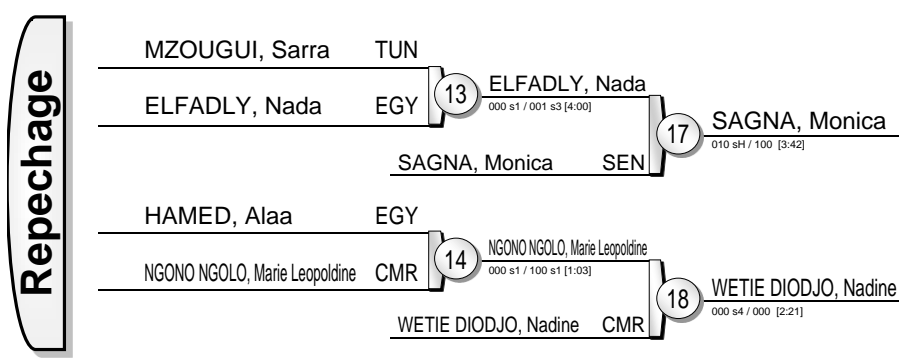 Repechage
MZOUGUI, Sarra TUN
ELFADLY, Nada EGY
13
ELFADLY, Nada
000 s1 / 001 s3 [4:00]
SAGNA, Monica SEN
17
SAGNA, Monica
010 sH / 100 [3:42]
HAMED, Alaa EGY
NGONO NGOLO, Marie Leopoldine CMR
14
NGONO NGOLO, Marie Leopoldine
000 s1 / 100 s1 [1:03]
WETIE DIODJO, Nadine CMR
18
WETIE DIODJO, Nadine
000 s4 / 000 [2:21]